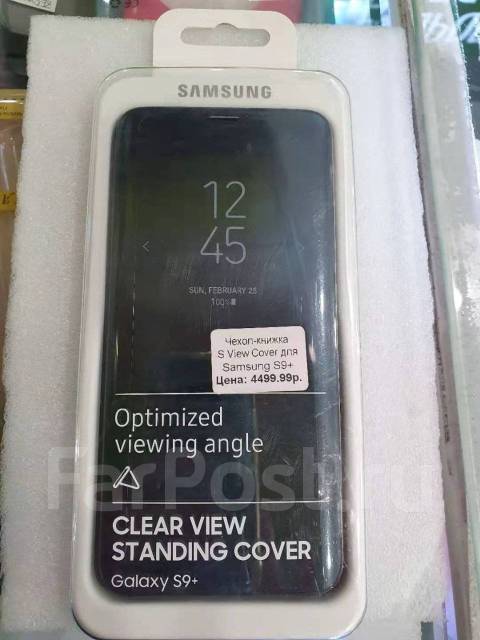 SAMSUNG
12
45
SUN, FEBRUARY 25
100%
Чехол-книжка
S View Cover для
Samsung S9+
Цена: 4499.99р.
Optimized
viewing angle
FarPost.ru
CLEAR VIEW
STANDING COVER
Galaxy S9+